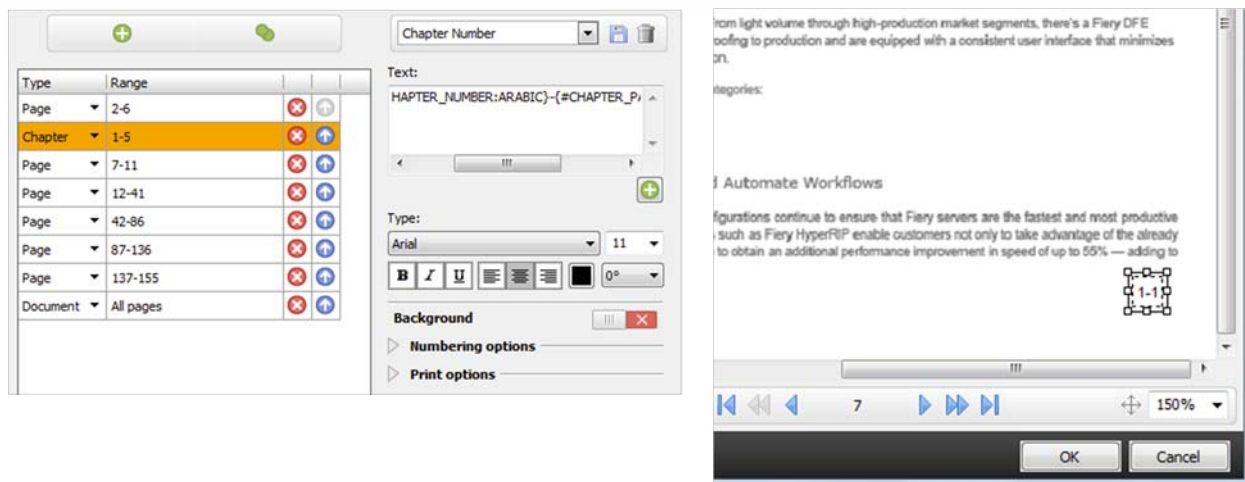 Chapter Number
Type Range
Page 2-6
Chapter 1-5
Page 7-11
Page 12-41
Page 42-86
Page 87-136
Page 137-155
Document All pages
Text:
HAPTER_NUMBER:ARABIC}-{#CHAPTER_PA
Type:
Arial 11
B I U 0°
Background
Numbering options
Print options
rom light volume through high-production market segments, there's a Fiery DFE
oofing to production and are equipped with a consistent user interface that minimizes
on.
ategories:
d Automate Workflows
figurations continue to ensure that Fiery servers are the fastest and most productive
s such as Fiery HyperRIP enable customers not only to take advantage of the already
to obtain an additional performance improvement in speed of up to 55% — adding to
1-1
7 150%
OK Cancel